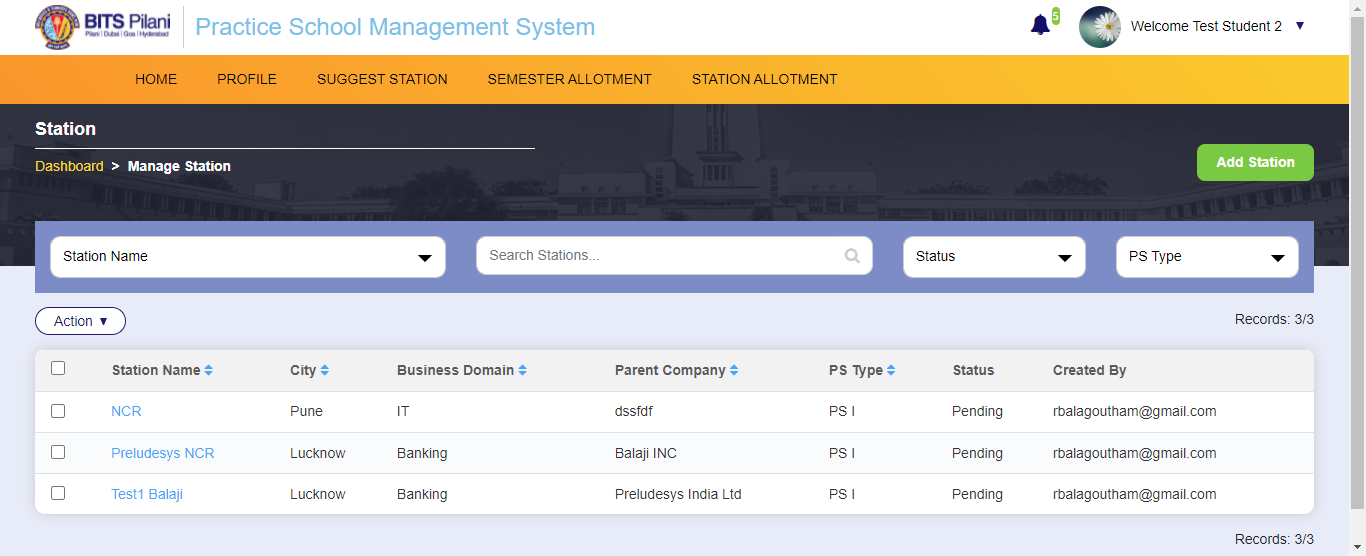 BITS Pilani
Pilani | Dubai | Goa | Hyderabad
Practice School Management System
5
Welcome Test Student 2 ▼
HOME PROFILE SUGGEST STATION SEMESTER ALLOTMENT STATION ALLOTMENT
Station
Dashboard > Manage Station
Add Station
Station Name Search Stations... Status PS Type
Action ▼
Records: 3/3
Station Name City Business Domain Parent Company PS Type Status Created By
NCR Pune IT dssfdf PS I Pending rbalagoutham@gmail.com
Preludesys NCR Lucknow Banking Balaji INC PS I Pending rbalagoutham@gmail.com
Test1 Balaji Lucknow Banking Preludesys India Ltd PS I Pending rbalagoutham@gmail.com
Records: 3/3